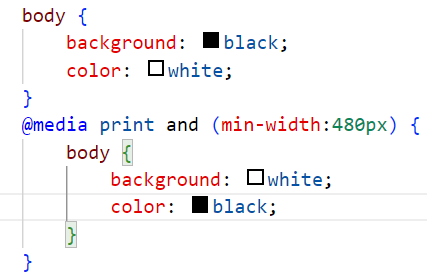 body {
    background: black;
    color: white;
}
@media print and (min-width:480px) {
    body {
        background: white;
        color: black;
    }
}